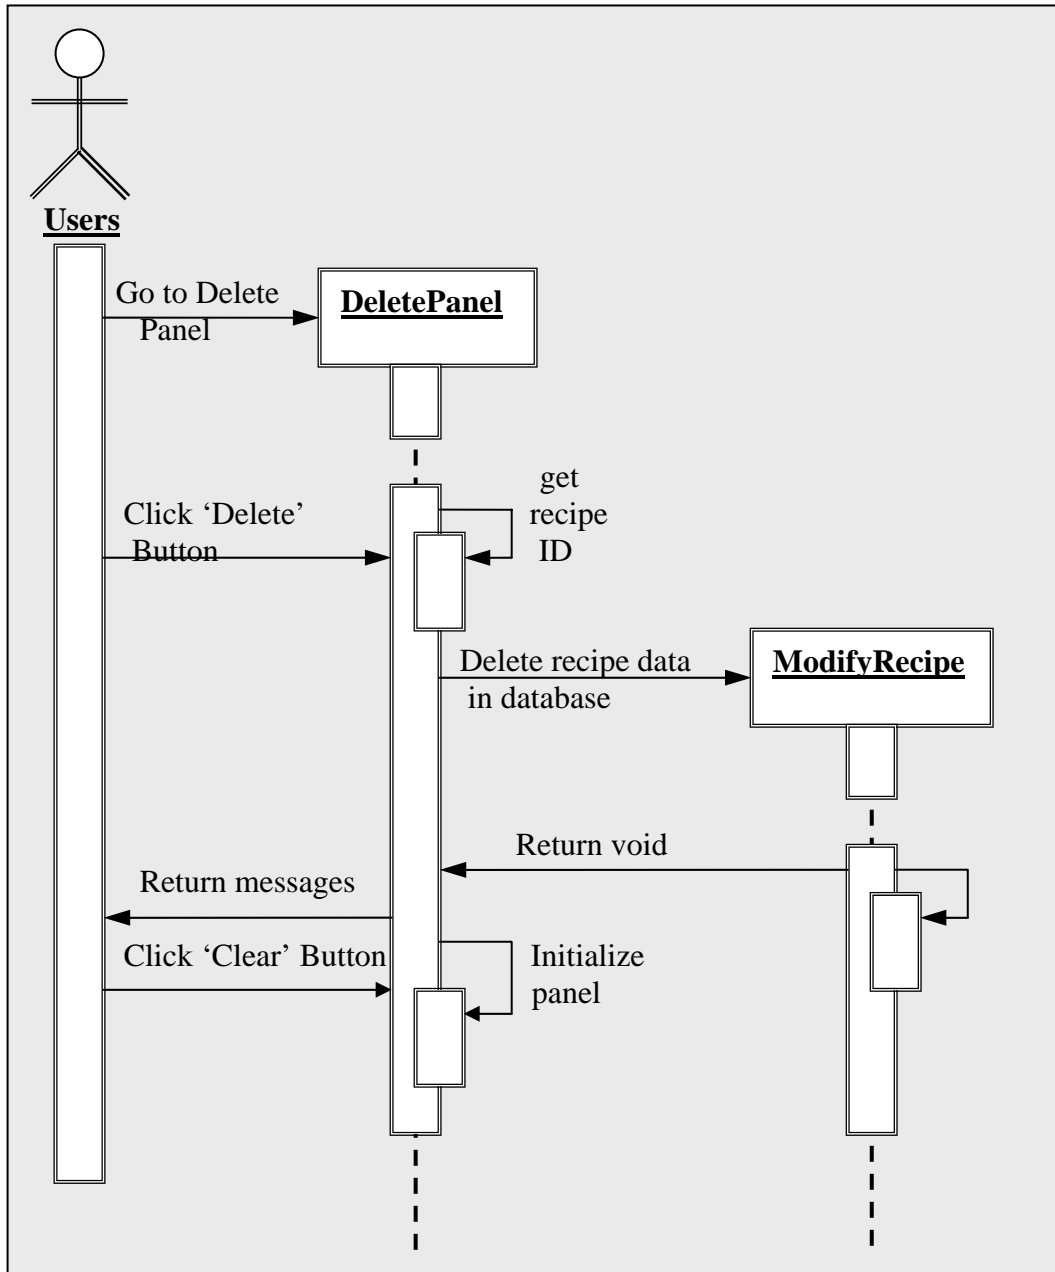 Users
Go to Delete
Panel
DeletePanel
get
recipe
ID
Click ‘Delete’
Button
Delete recipe data
in database
ModifyRecipe
Return void
Return messages
Click ‘Clear’ Button
Initialize
panel